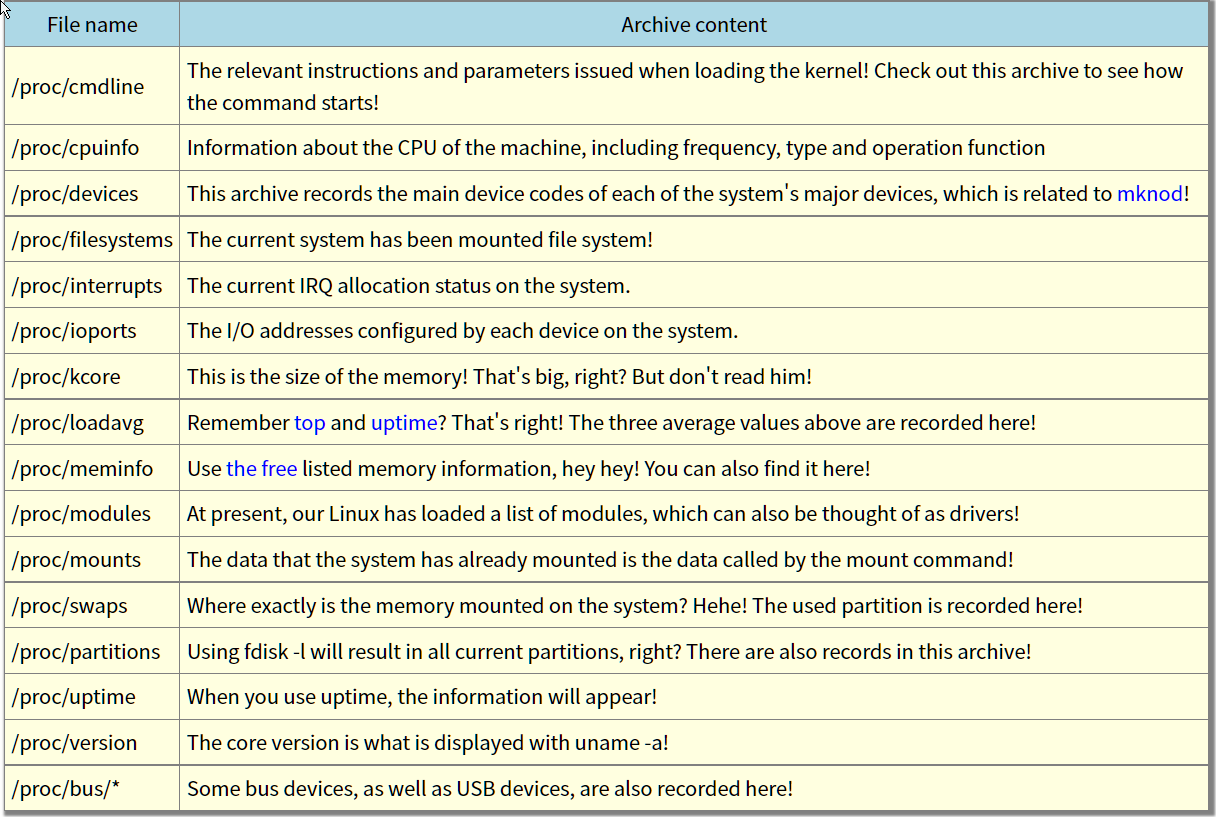 File name
Archive content
/proc/cmdline
The relevant instructions and parameters issued when loading the kernel! Check out this archive to see how
the command starts!
/proc/cpuinfo
Information about the CPU of the machine, including frequency, type and operation function
/proc/devices
This archive records the main device codes of each of the system's major devices, which is related to mknod!
/proc/filesystems
The current system has been mounted file system!
/proc/interrupts
The current IRQ allocation status on the system.
/proc/ioports
The I/O addresses configured by each device on the system.
/proc/kcore
This is the size of the memory! That's big, right? But don't read him!
/proc/loadavg
Remember top and uptime? That's right! The three average values above are recorded here!
/proc/meminfo
Use the free listed memory information, hey hey! You can also find it here!
/proc/modules
At present, our Linux has loaded a list of modules, which can also be thought of as drivers!
/proc/mounts
The data that the system has already mounted is the data called by the mount command!
/proc/swaps
Where exactly is the memory mounted on the system? Hehe! The used partition is recorded here!
/proc/partitions
Using fdisk -l will result in all current partitions, right? There are also records in this archive!
/proc/uptime
When you use uptime, the information will appear!
/proc/version
The core version is what is displayed with uname -a!
/proc/bus/*
Some bus devices, as well as USB devices, are also recorded here!